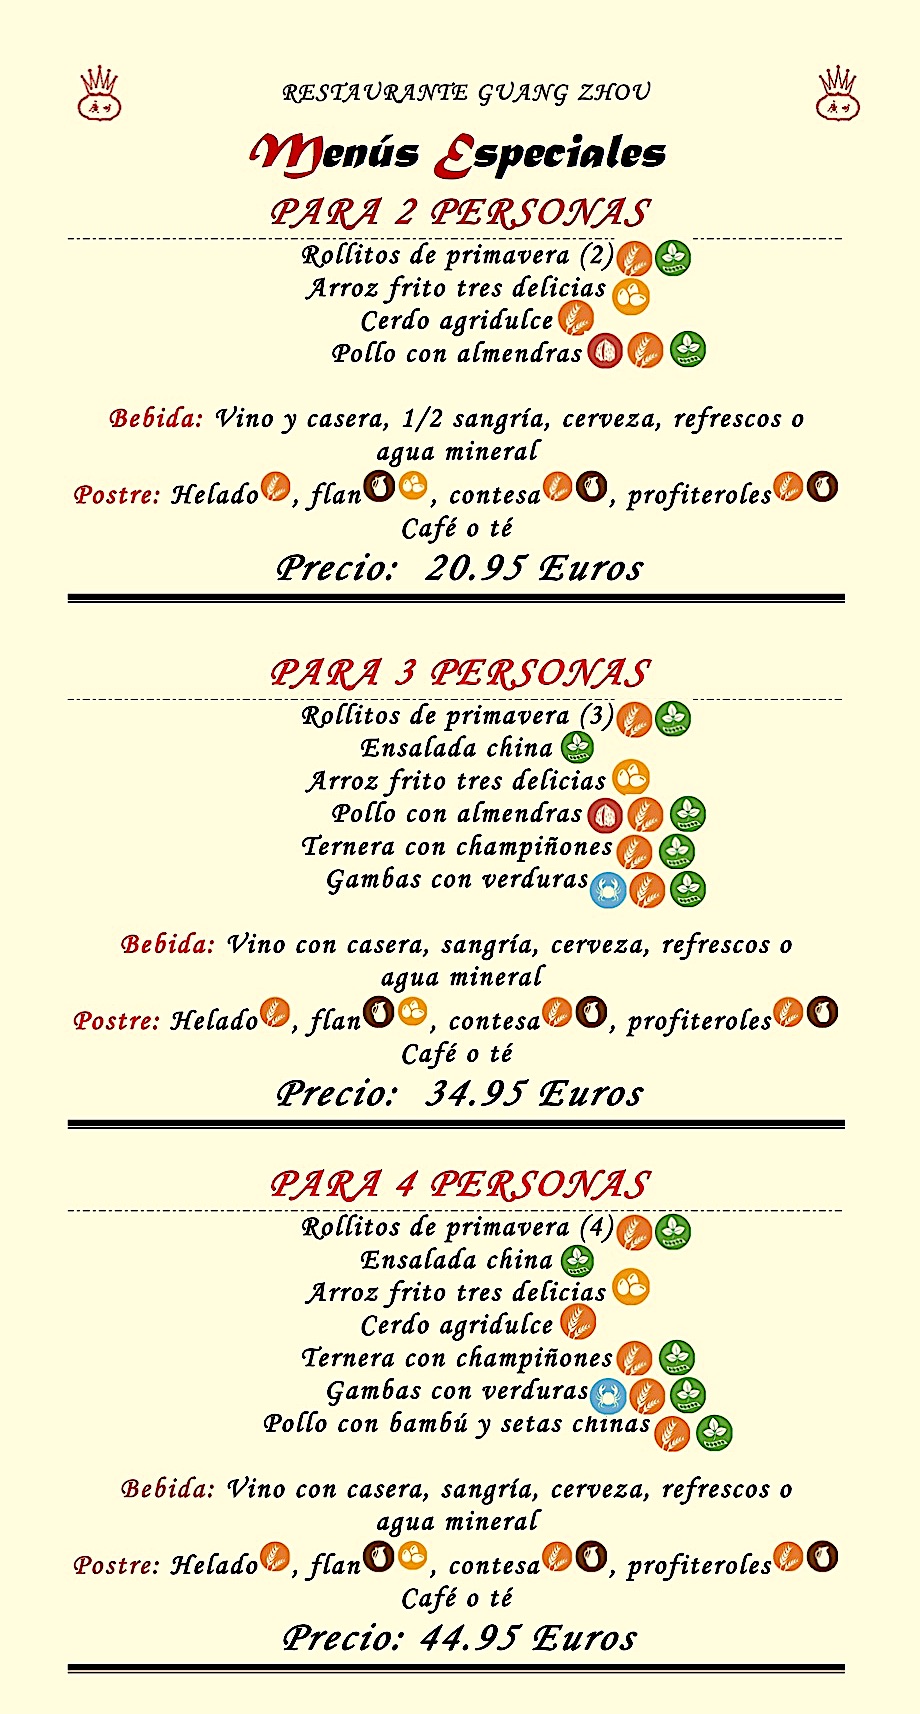 RESTAURANTE GUANG ZHOU
Menús Especiales
PARA 2 PERSONAS
Rollitos de primavera (2)
Arroz frito tres delicias
Cerdo agridulce
Pollo con almendras
Bebida: Vino y casera, 1/2 sangría, cerveza, refrescos o
agua mineral
Postre: Helado, flan, contesa, profiteroles
Café o té
Precio: 20.95 Euros
PARA 3 PERSONAS
Rollitos de primavera (3)
Ensalada china
Arroz frito tres delicias
Pollo con almendras
Ternera con champiñones
Gambas con verduras
Bebida: Vino con casera, sangría, cerveza, refrescos o
agua mineral
Postre: Helado, flan, contesa, profiteroles
Café o té
Precio: 34.95 Euros
PARA 4 PERSONAS
Rollitos de primavera (4)
Ensalada china
Arroz frito tres delicias
Cerdo agridulce
Ternera con champiñones
Gambas con verduras
Pollo con bambú y setas chinas
Bebida: Vino con casera, sangría, cerveza, refrescos o
agua mineral
Postre: Helado, flan, contesa, profiteroles
Café o té
Precio: 44.95 Euros